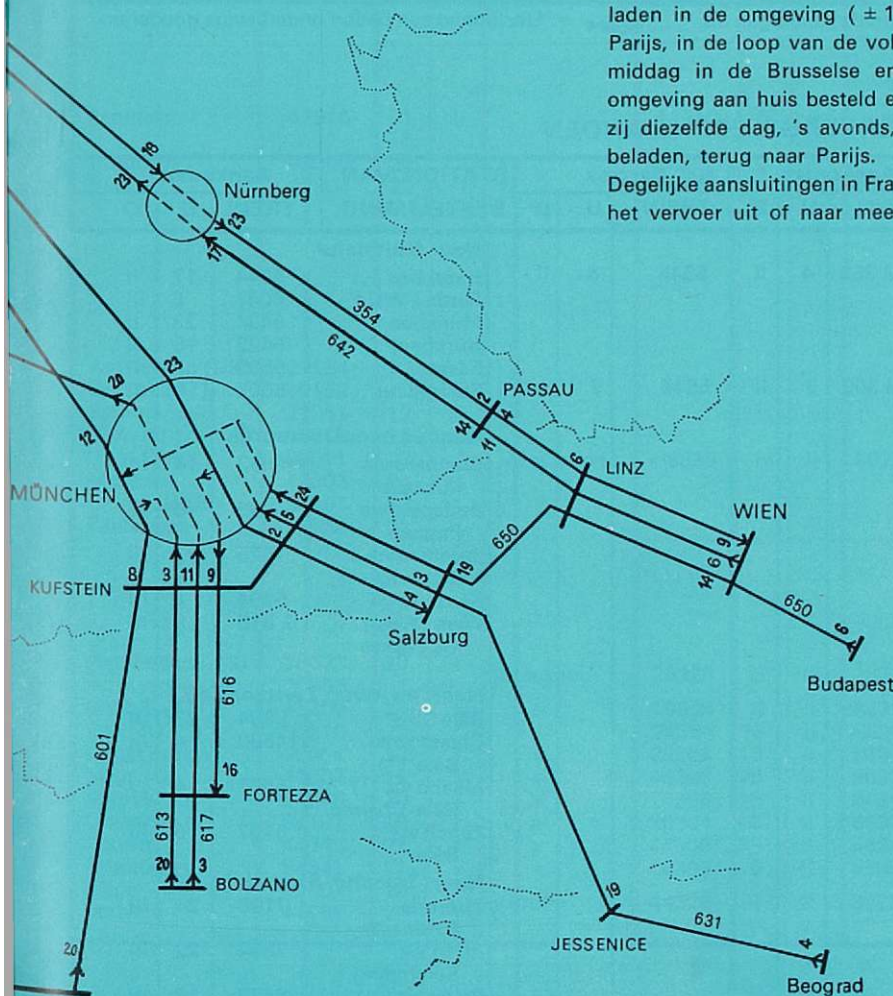 laden in de omgeving ( ± 1
Parijs, in de loop van de vol
middag in de Brusselse en
omgeving aan huis besteld e
zij diezelfde dag, 's avonds,
beladen, terug naar Parijs.
Degelijke aansluitingen in Fra
het vervoer uit of naar mee
18
23
Nürnberg
23
17
354
642
2
PASSAU
4
14
11
6
LINZ
WIEN
9
6
14
650
650
6
Budapest
23
20
12
MÜNCHEN
24
5
2
19
3
4
Salzburg
KUFSTEIN
8
3
11
9
616
601
16
FORTEZZA
613
617
20
3
BOLZANO
19
631
JESSENICE
4
Beograd
20